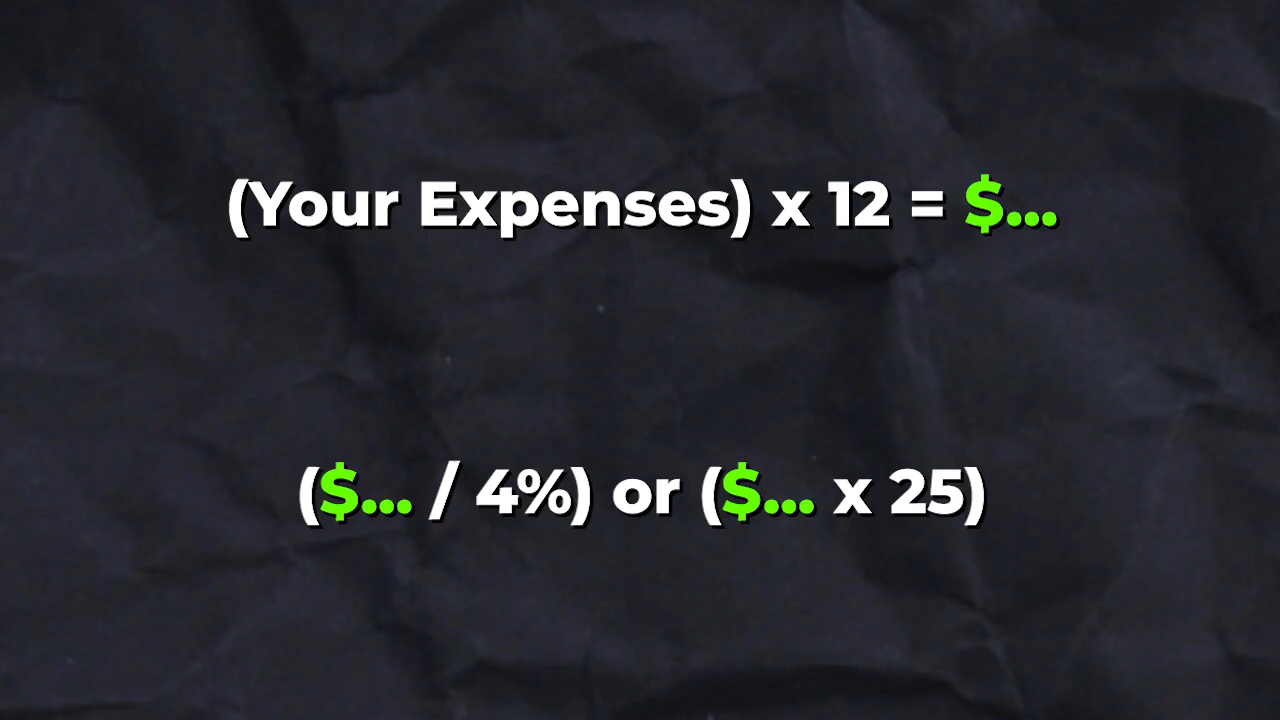 (Your Expenses) x 12 = $...
($... / 4%) or ($... x 25)